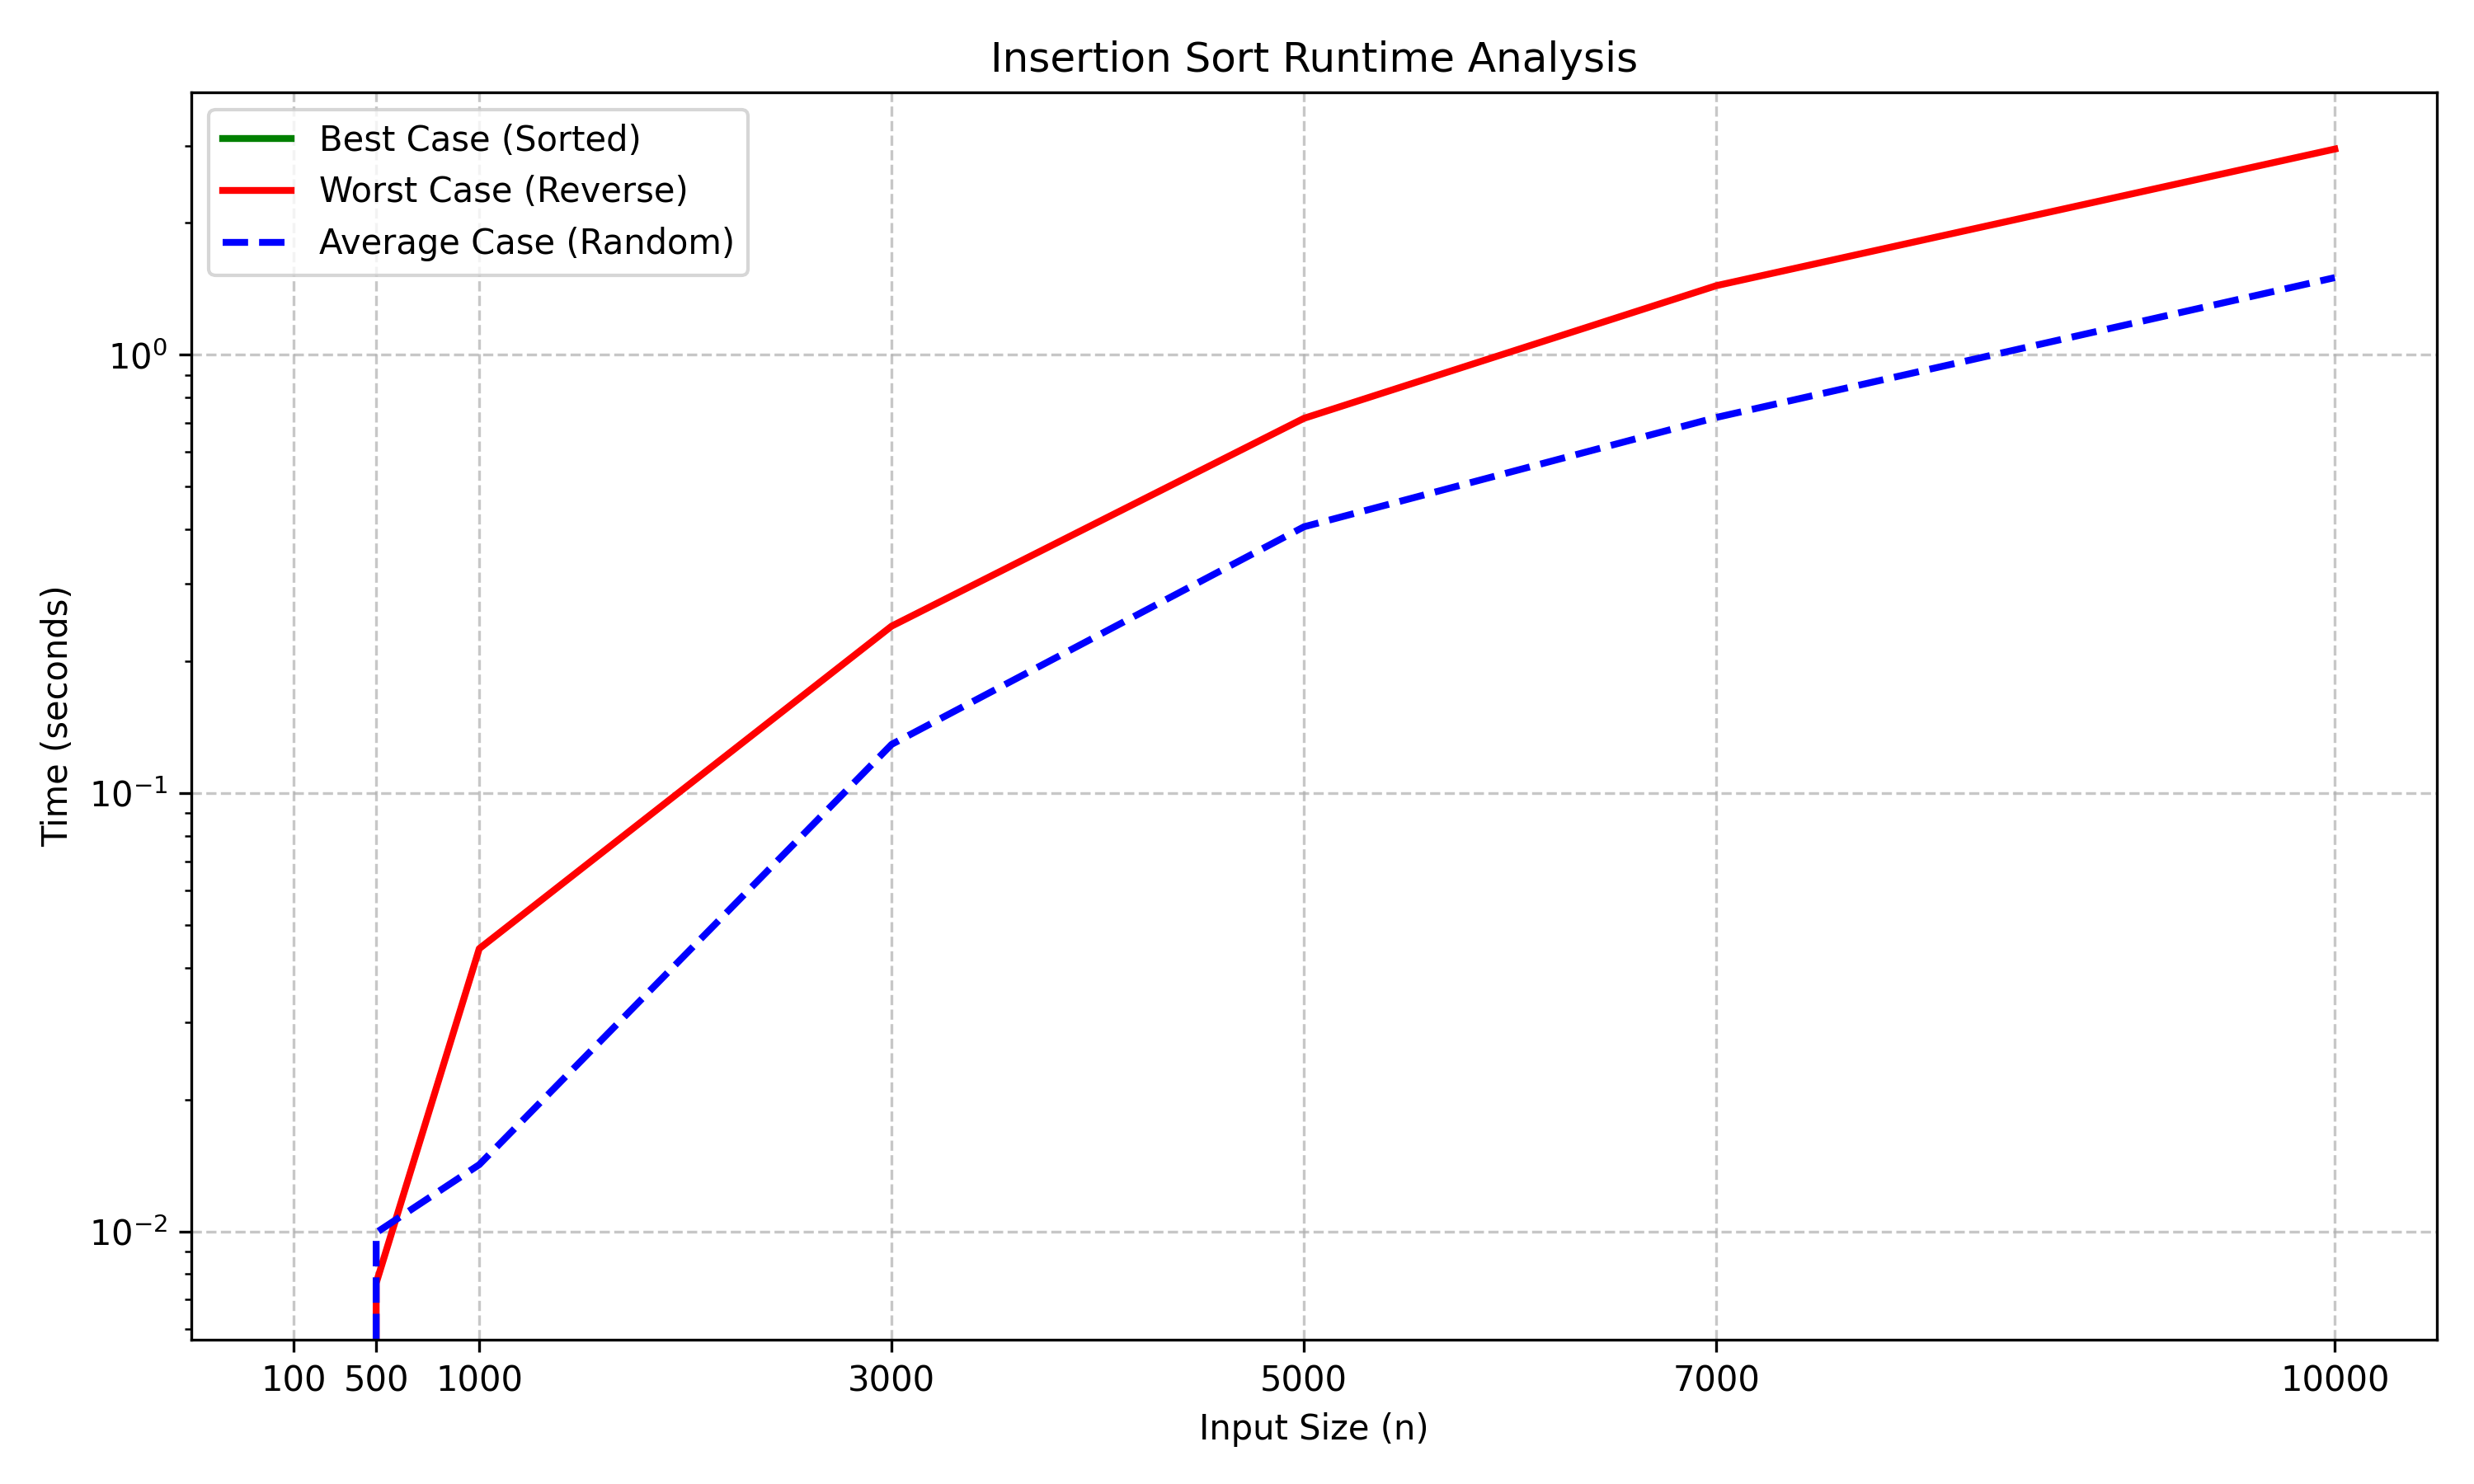 Insertion Sort Runtime Analysis
Best Case (Sorted)
Worst Case (Reverse)
Average Case (Random)
10⁰
10⁻¹
10⁻²
Time (seconds)
100 500 1000 3000 5000 7000 10000
Input Size (n)